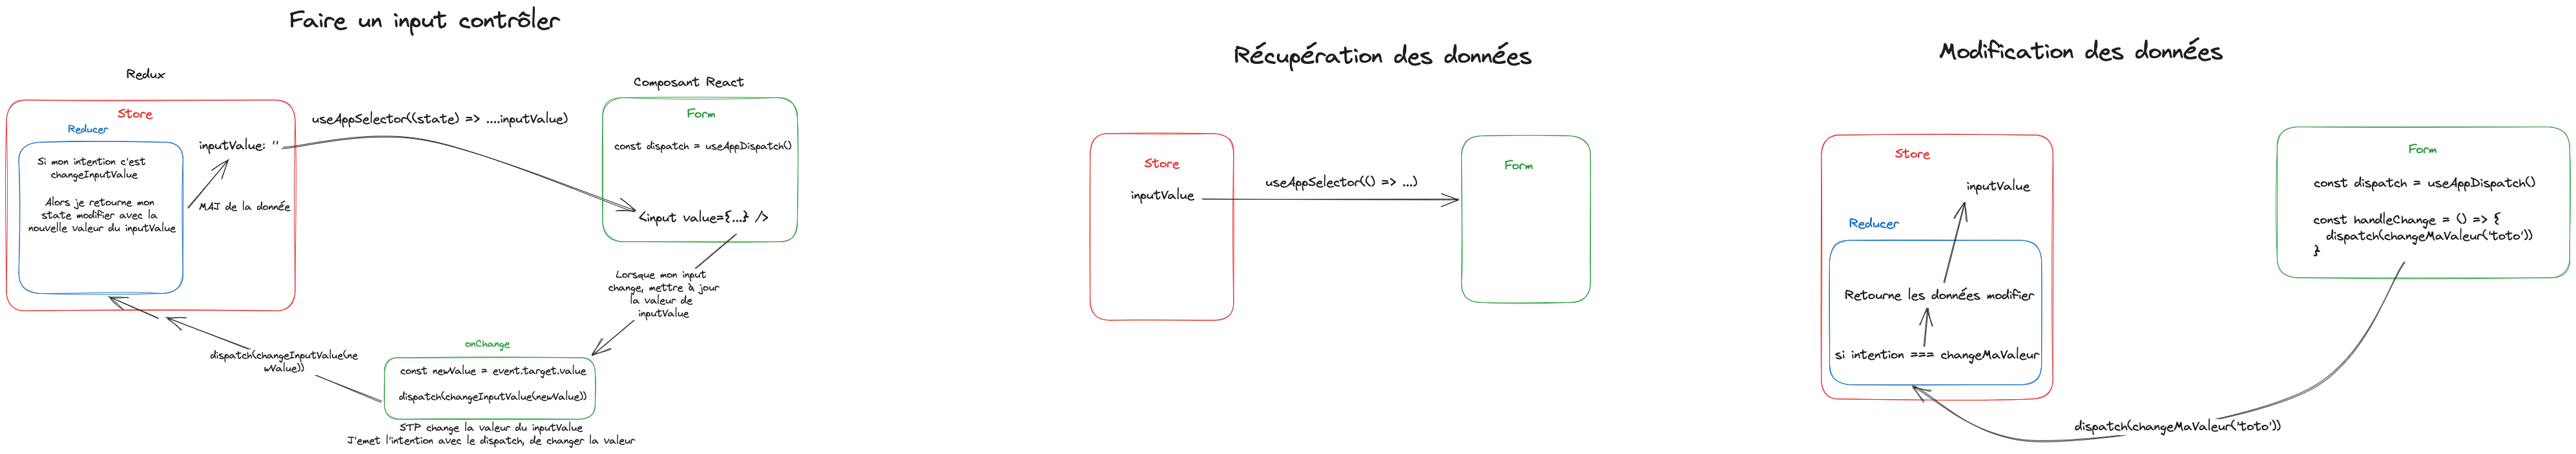 Faire un input contrôler
Redux
Store
Reducer
Si mon intention c'est
changeInputValue
Alors je retourne mon
state modifier avec la
nouvelle valeur du inputValue
inputValue: ''
MAJ de la donnée
useAppSelector((state) => ....inputValue)
Composant React
Form
const dispatch = useAppDispatch()
<input value={...} />
Lorsque mon input
change, mettre à jour
la valeur de
inputValue
onChange
const newValue = event.target.value
dispatch(changeInputValue(newValue))
STP change la valeur du inputValue
J'emet l'intention avec le dispatch, de changer la valeur
dispatch(changeInputValue(ne
wValue))
Récupération des données
Store
inputValue
useAppSelector(() => ...)
Form
Modification des données
Store
inputValue
Reducer
Retourne les données modifier
si intention === changeMaValeur
Form
const dispatch = useAppDispatch()
const handleChange = () => {
dispatch(changeMaValeur('toto'))
}
dispatch(changeMaValeur('toto'))